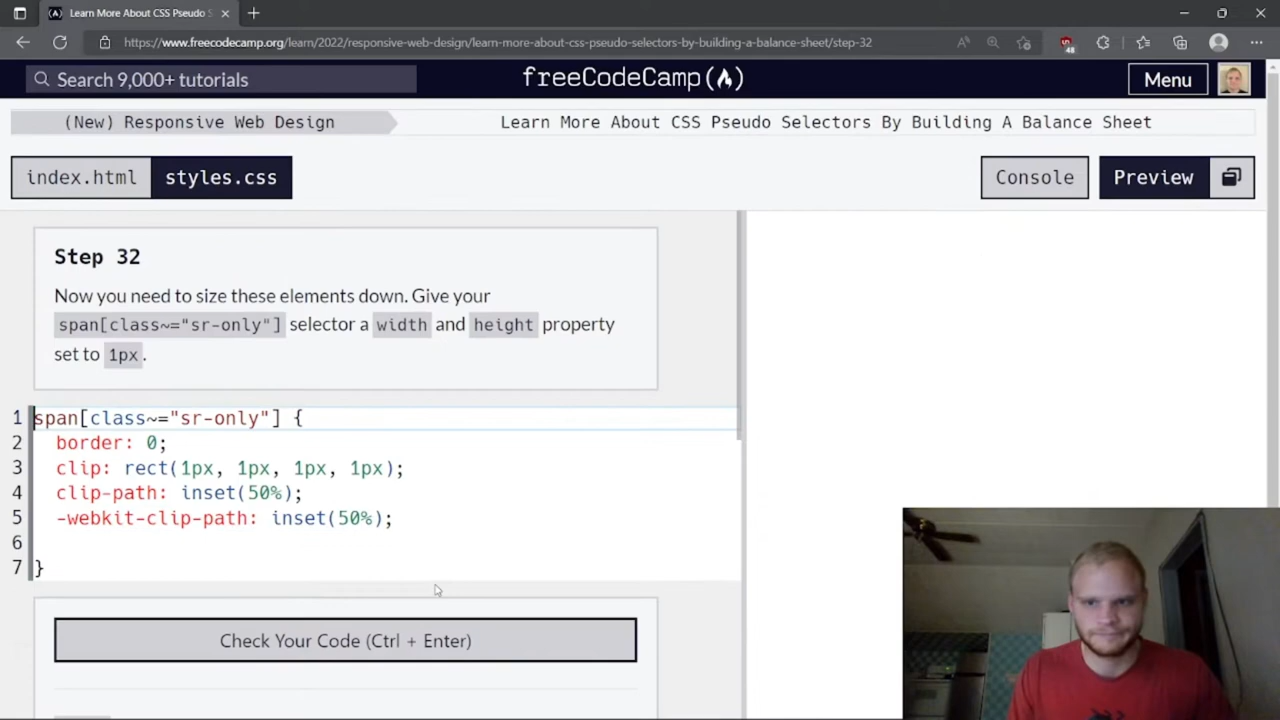 Learn More About CSS Pseudo S
https://www.freecodecamp.org/learn/2022/responsive-web-design/learn-more-about-css-pseudo-selectors-by-building-a-balance-sheet/step-32
48
Search 9,000+ tutorials
freeCodeCamp
Menu
(New) Responsive Web Design
Learn More About CSS Pseudo Selectors By Building A Balance Sheet
index.html
styles.css
Console
Preview
Step 32
Now you need to size these elements down. Give your
span[class~="sr-only"] selector a width and height property
set to 1px.
1 span[class~="sr-only"] {
2 border: 0;
3 clip: rect(1px, 1px, 1px, 1px);
4 clip-path: inset(50%);
5 -webkit-clip-path: inset(50%);
6
7 }
Check Your Code (Ctrl + Enter)